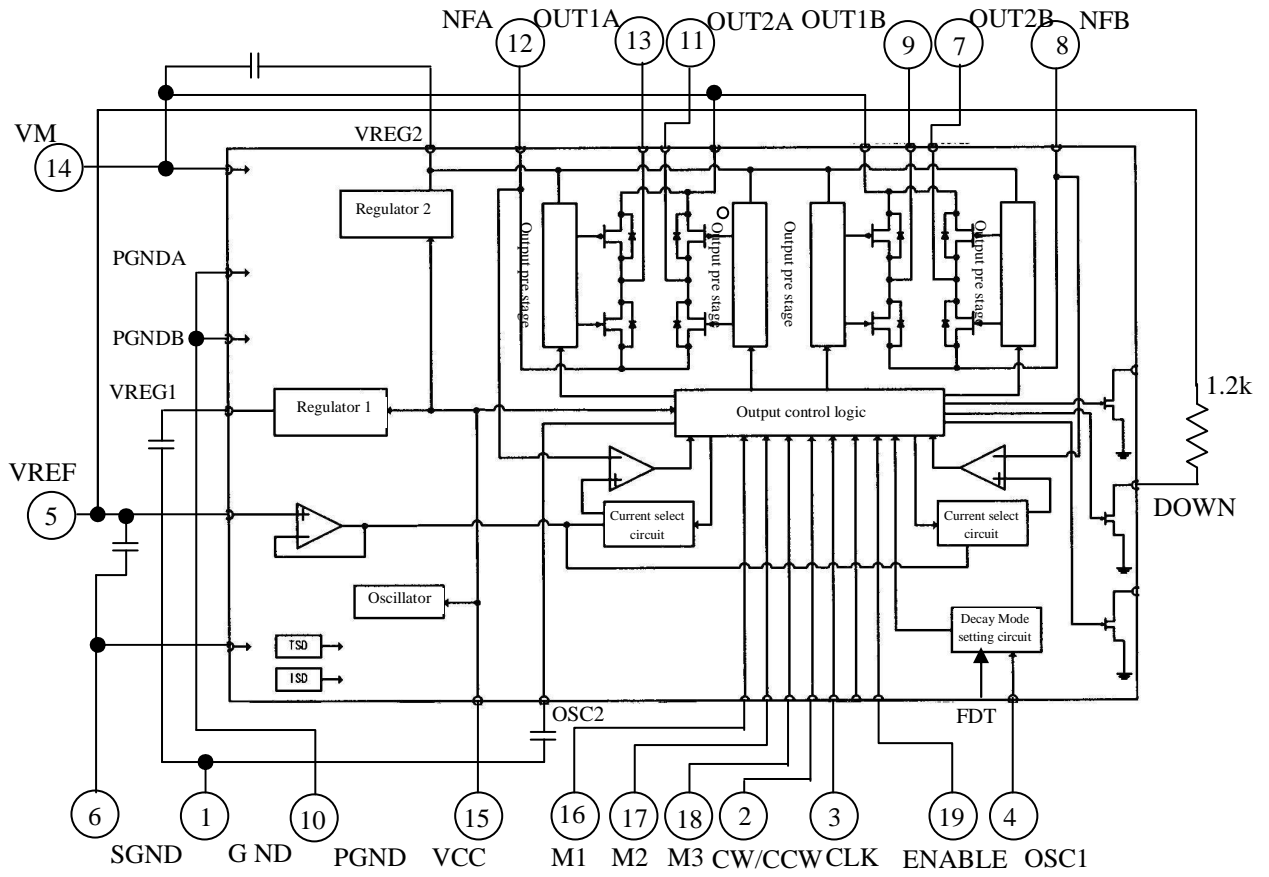 NFA OUT1A OUT2A OUT1B OUT2B NFB
12 13 11 9 7 8
VM
14
VREG2
Regulator 2
Output pre stage
Output pre stage
Output pre stage
Output pre stage
PGNDA
PGNDB
VREG1
Regulator 1
Output control logic
1.2k
VREF
5
+
+
+
Current select circuit
Current select circuit
DOWN
Oscillator
Decay Mode setting circuit
TSD
ISD
OSC2
FDT
6 1 10 15 16 17 18 2 3 19 4
SGND G ND PGND VCC M1 M2 M3 CW/CCW CLK ENABLE OSC1